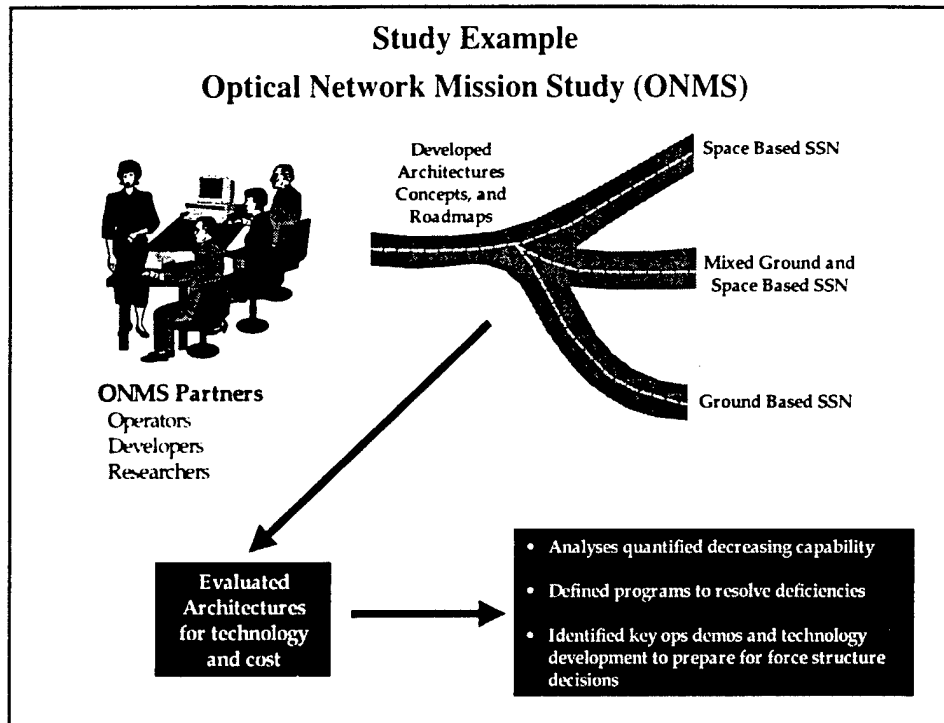 Study Example
Optical Network Mission Study (ONMS)
Developed
Architectures
Concepts, and
Roadmaps
Space Based SSN
Mixed Ground and
Space Based SSN
Ground Based SSN
ONMS Partners
Operators
Developers
Researchers
Evaluated
Architectures
for technology
and cost
• Analyses quantified decreasing capability
• Defined programs to resolve deficiencies
• Identified key ops demos and technology
development to prepare for force structure
decisions